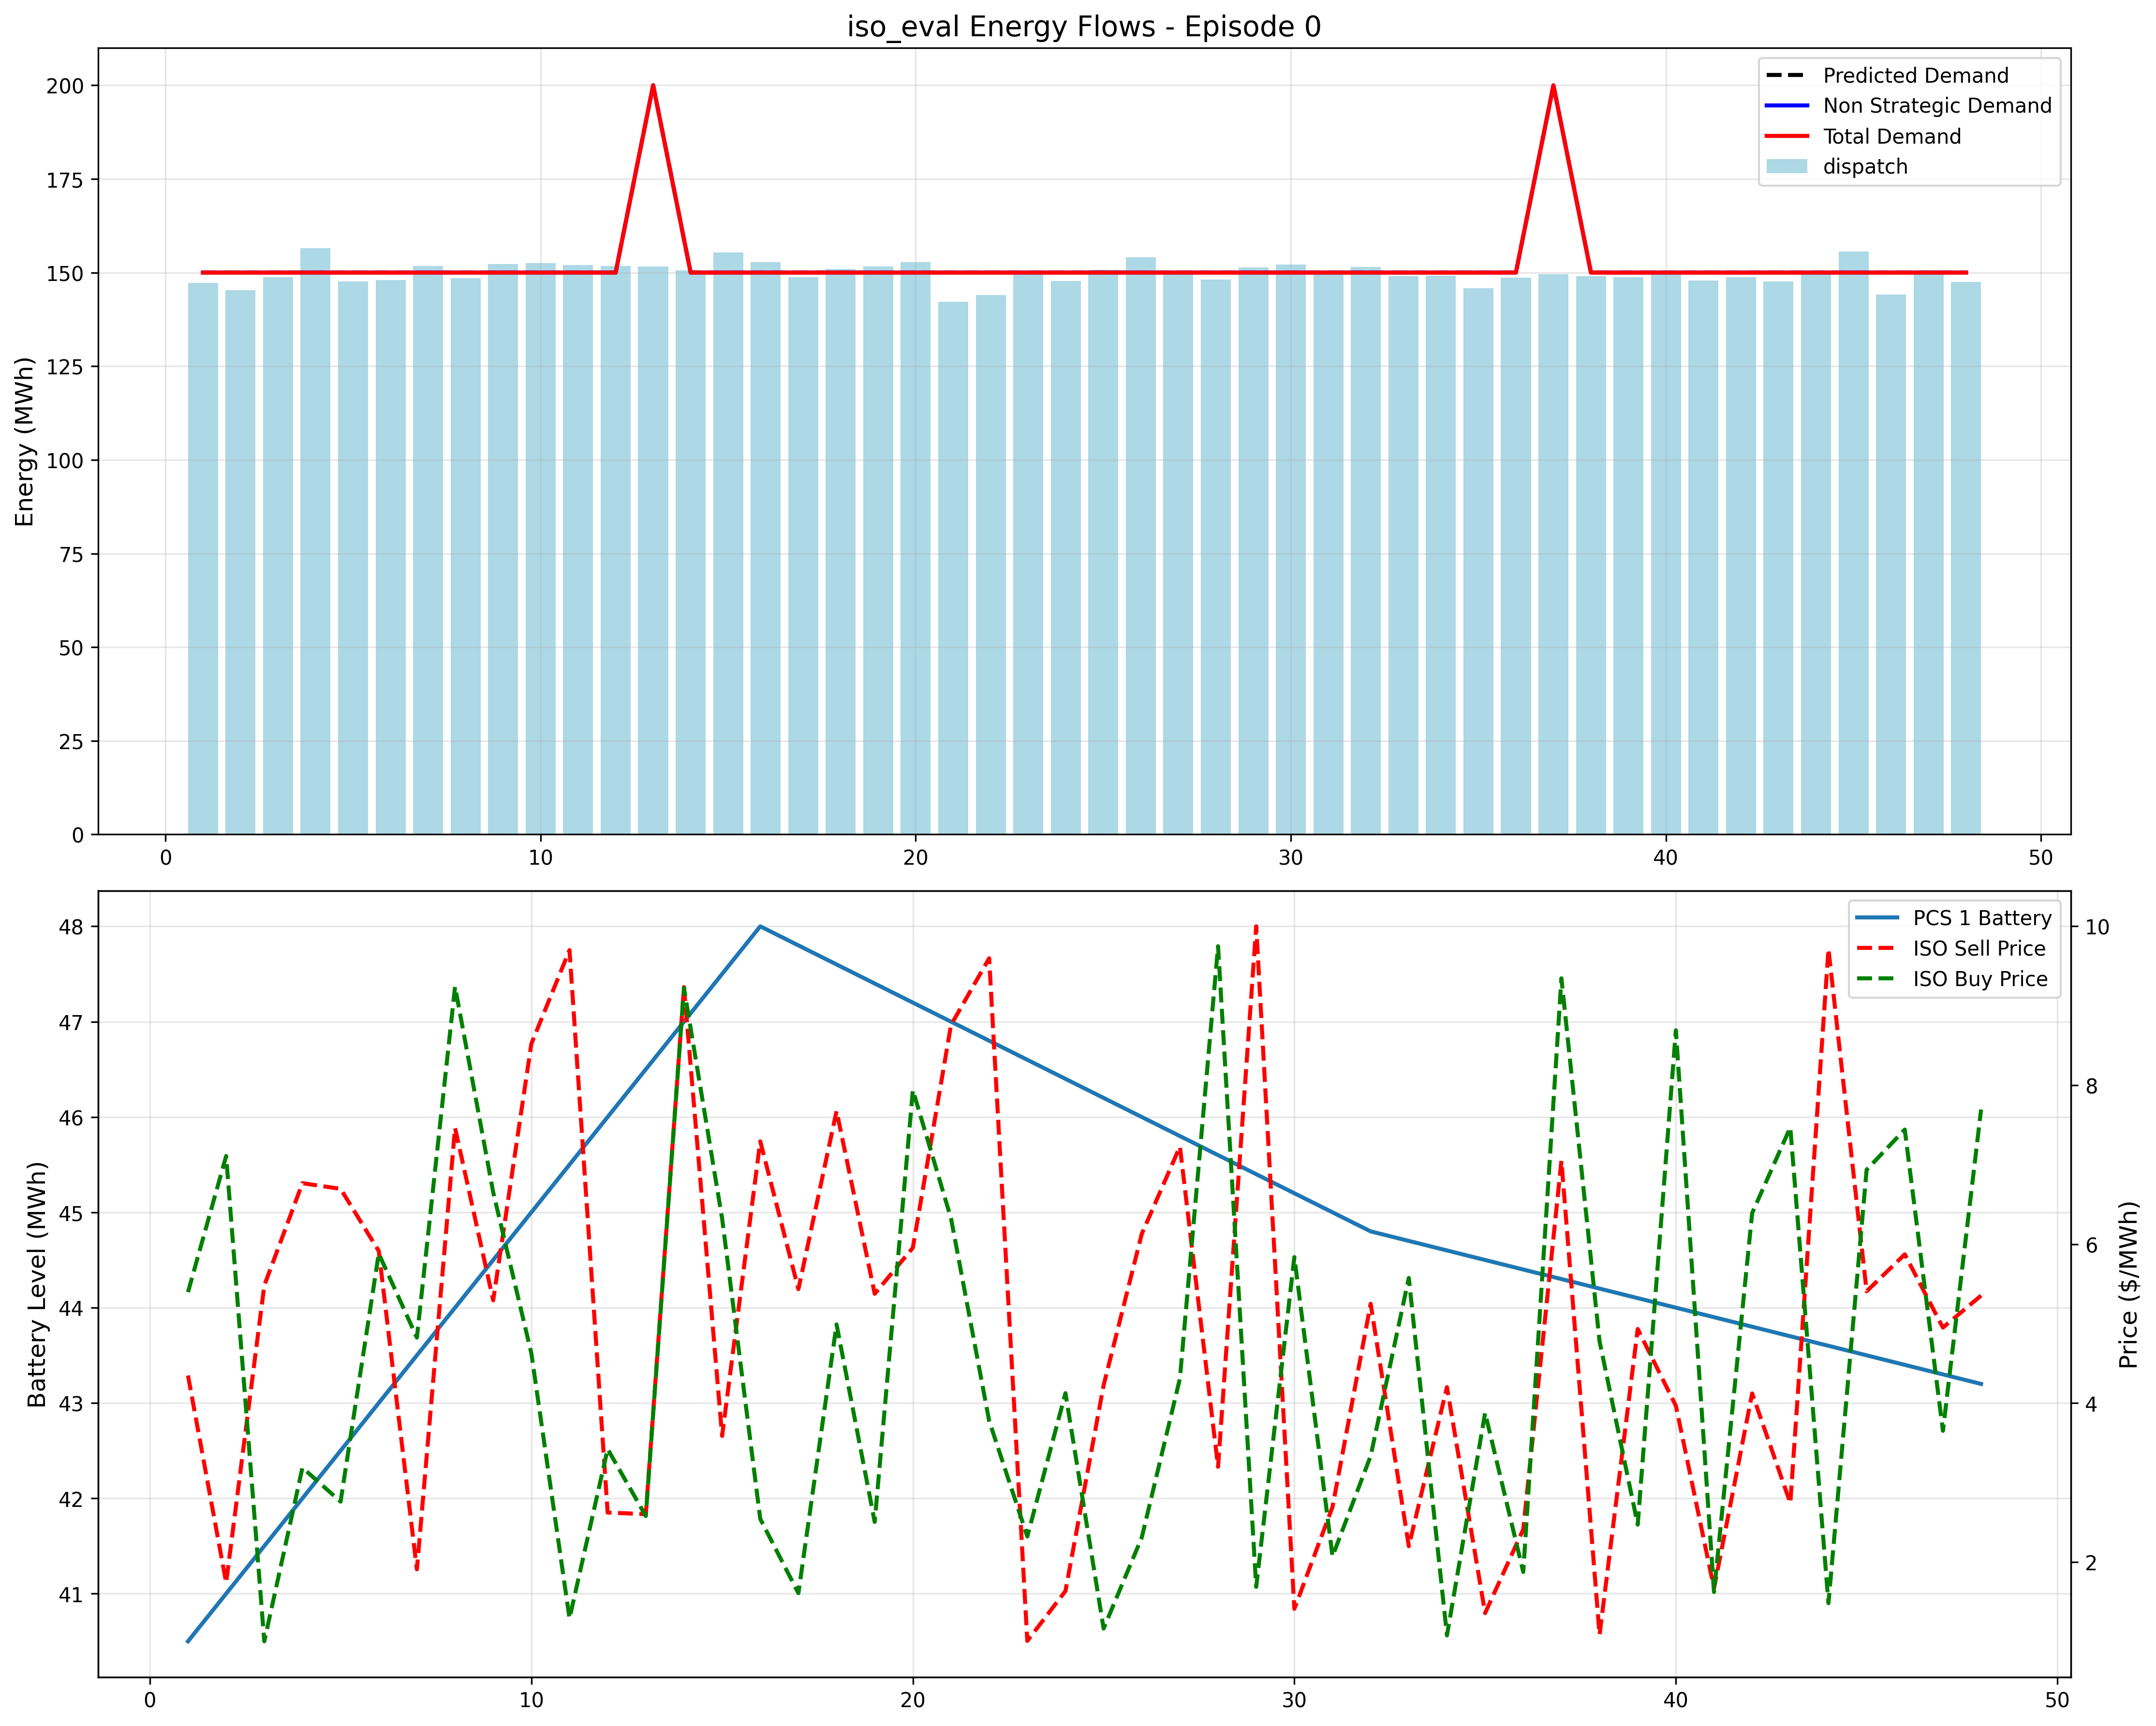 iso_eval Energy Flows - Episode 0
Energy (MWh)
200
175
150
125
100
75
50
25
0
0 10 20 30 40 50
Predicted Demand
Non Strategic Demand
Total Demand
dispatch
Battery Level (MWh)
48
47
46
45
44
43
42
41
0 10 20 30 40 50
PCS 1 Battery
ISO Sell Price
ISO Buy Price
10
8
6
4
2
Price ($/MWh)